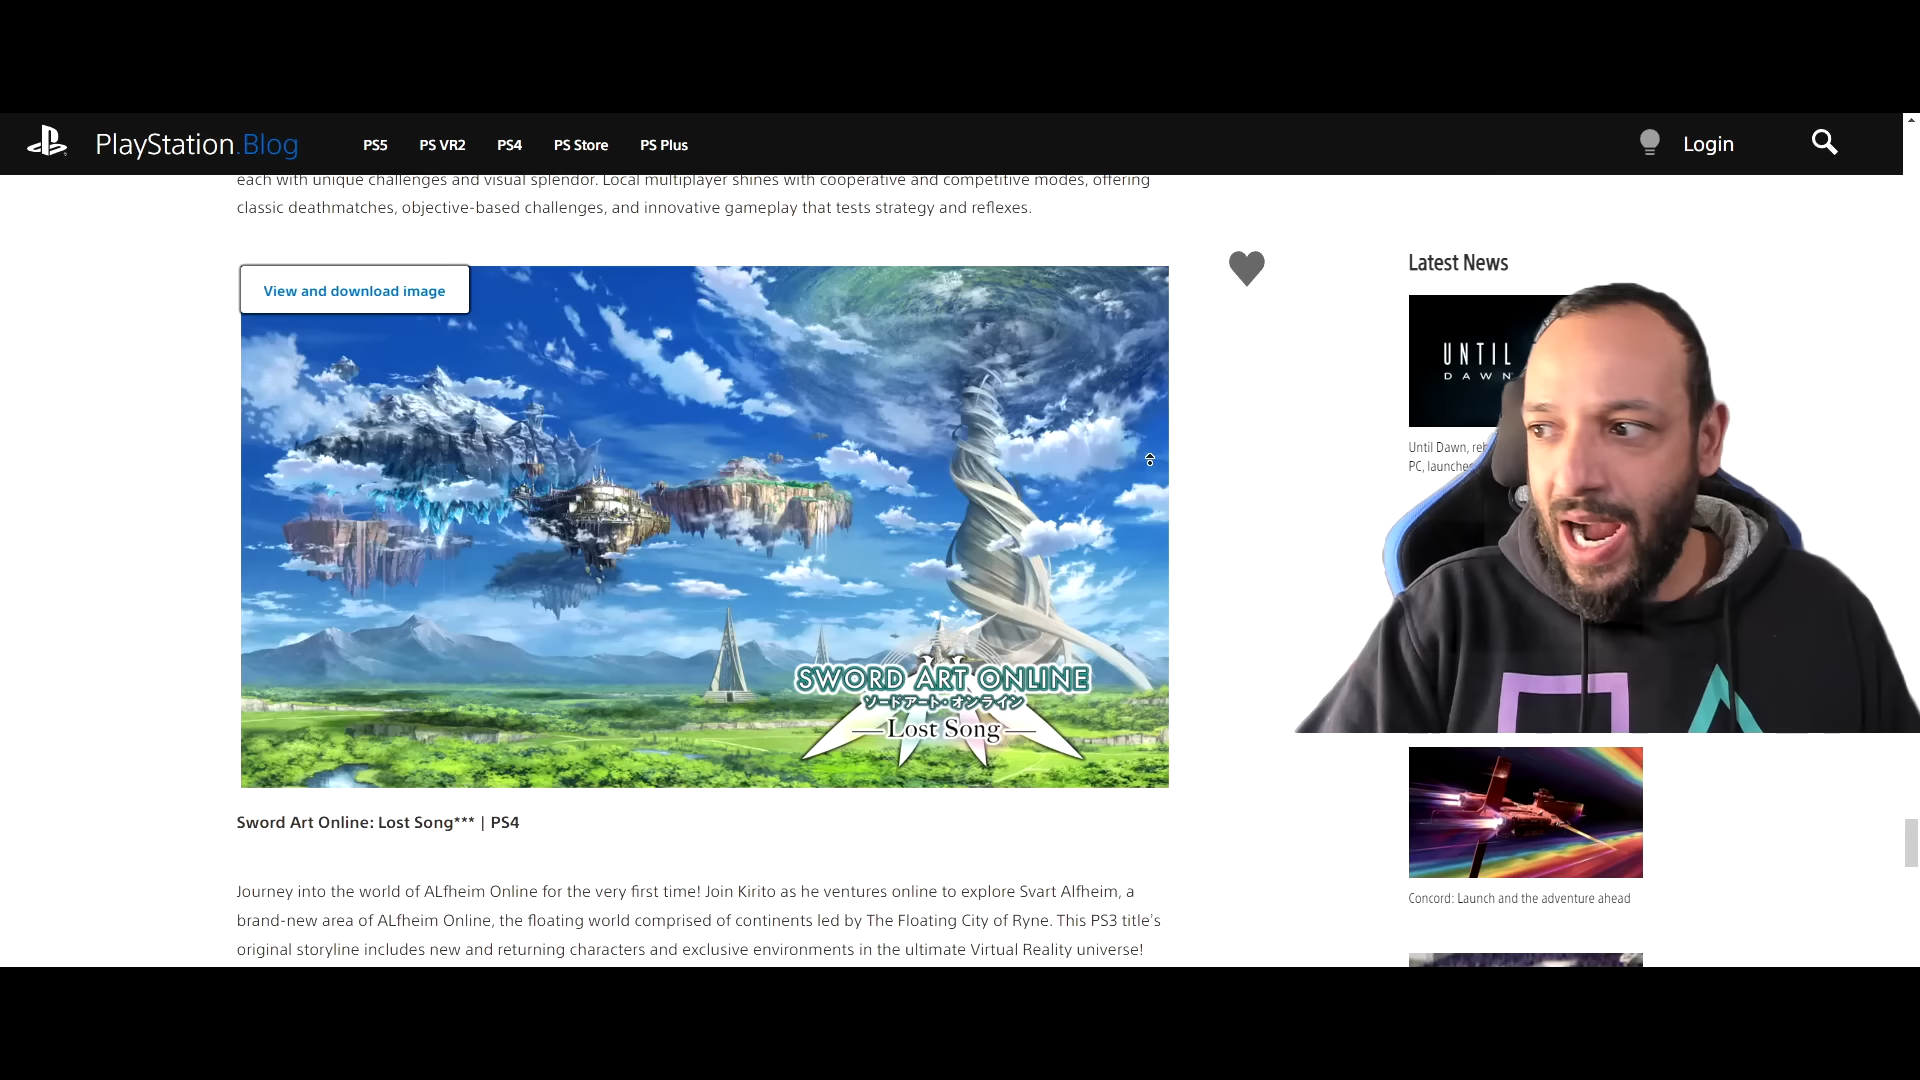 PlayStation.Blog
PS5
PS VR2
PS4
PS Store
PS Plus
Login
each with unique challenges and visual splendor. Local multiplayer shines with cooperative and competitive modes, offering
classic deathmatches, objective-based challenges, and innovative gameplay that tests strategy and reflexes.
View and download image
SWORD ART ONLINE
ソードアート・オンライン
Lost Song
Sword Art Online: Lost Song*** | PS4
Journey into the world of ALfheim Online for the very first time! Join Kirito as he ventures online to explore Svart Alfheim, a
brand-new area of ALfheim Online, the floating world comprised of continents led by The Floating City of Ryne. This PS3 title's
original storyline includes new and returning characters and exclusive environments in the ultimate Virtual Reality universe!
Latest News
UNTIL
DAWN
Until Dawn,
PC, launches
Concord: Launch and the adventure ahead